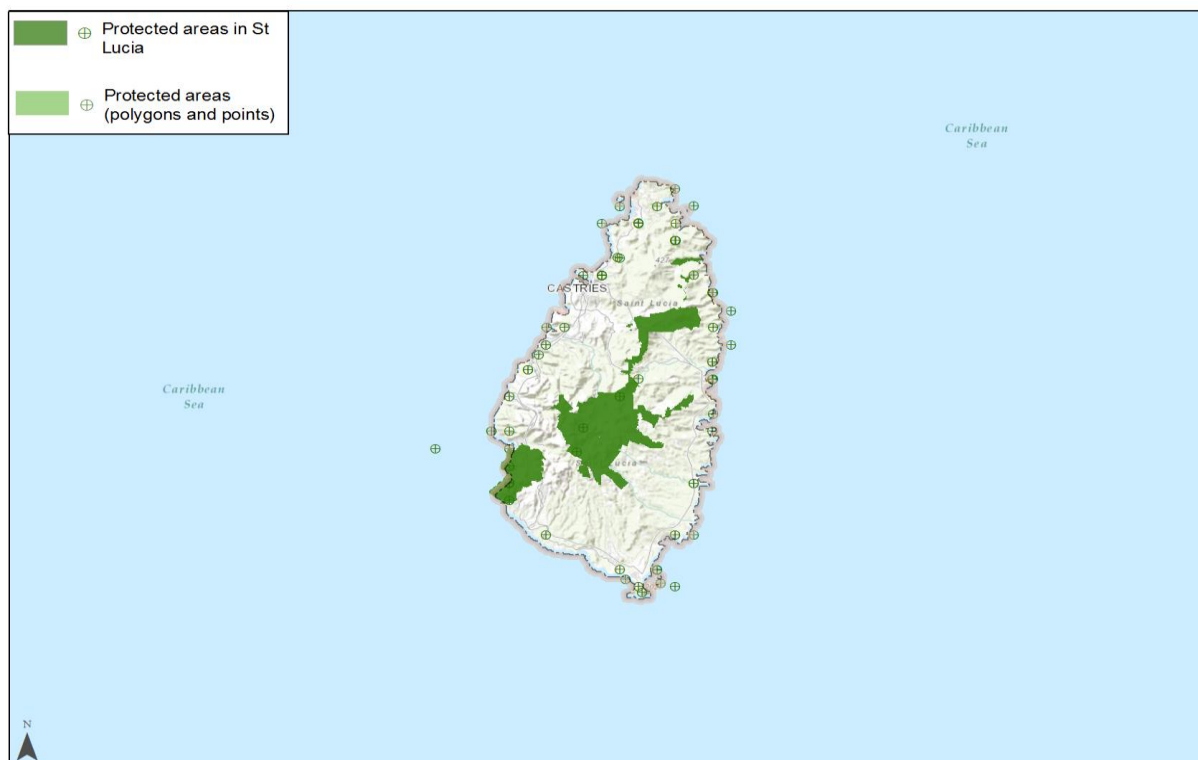 Protected areas in St
Lucia
Protected areas
(polygons and points)
Caribbean
Sea
CASTRIES
Saint Lucia
Caribbean
Sea
N